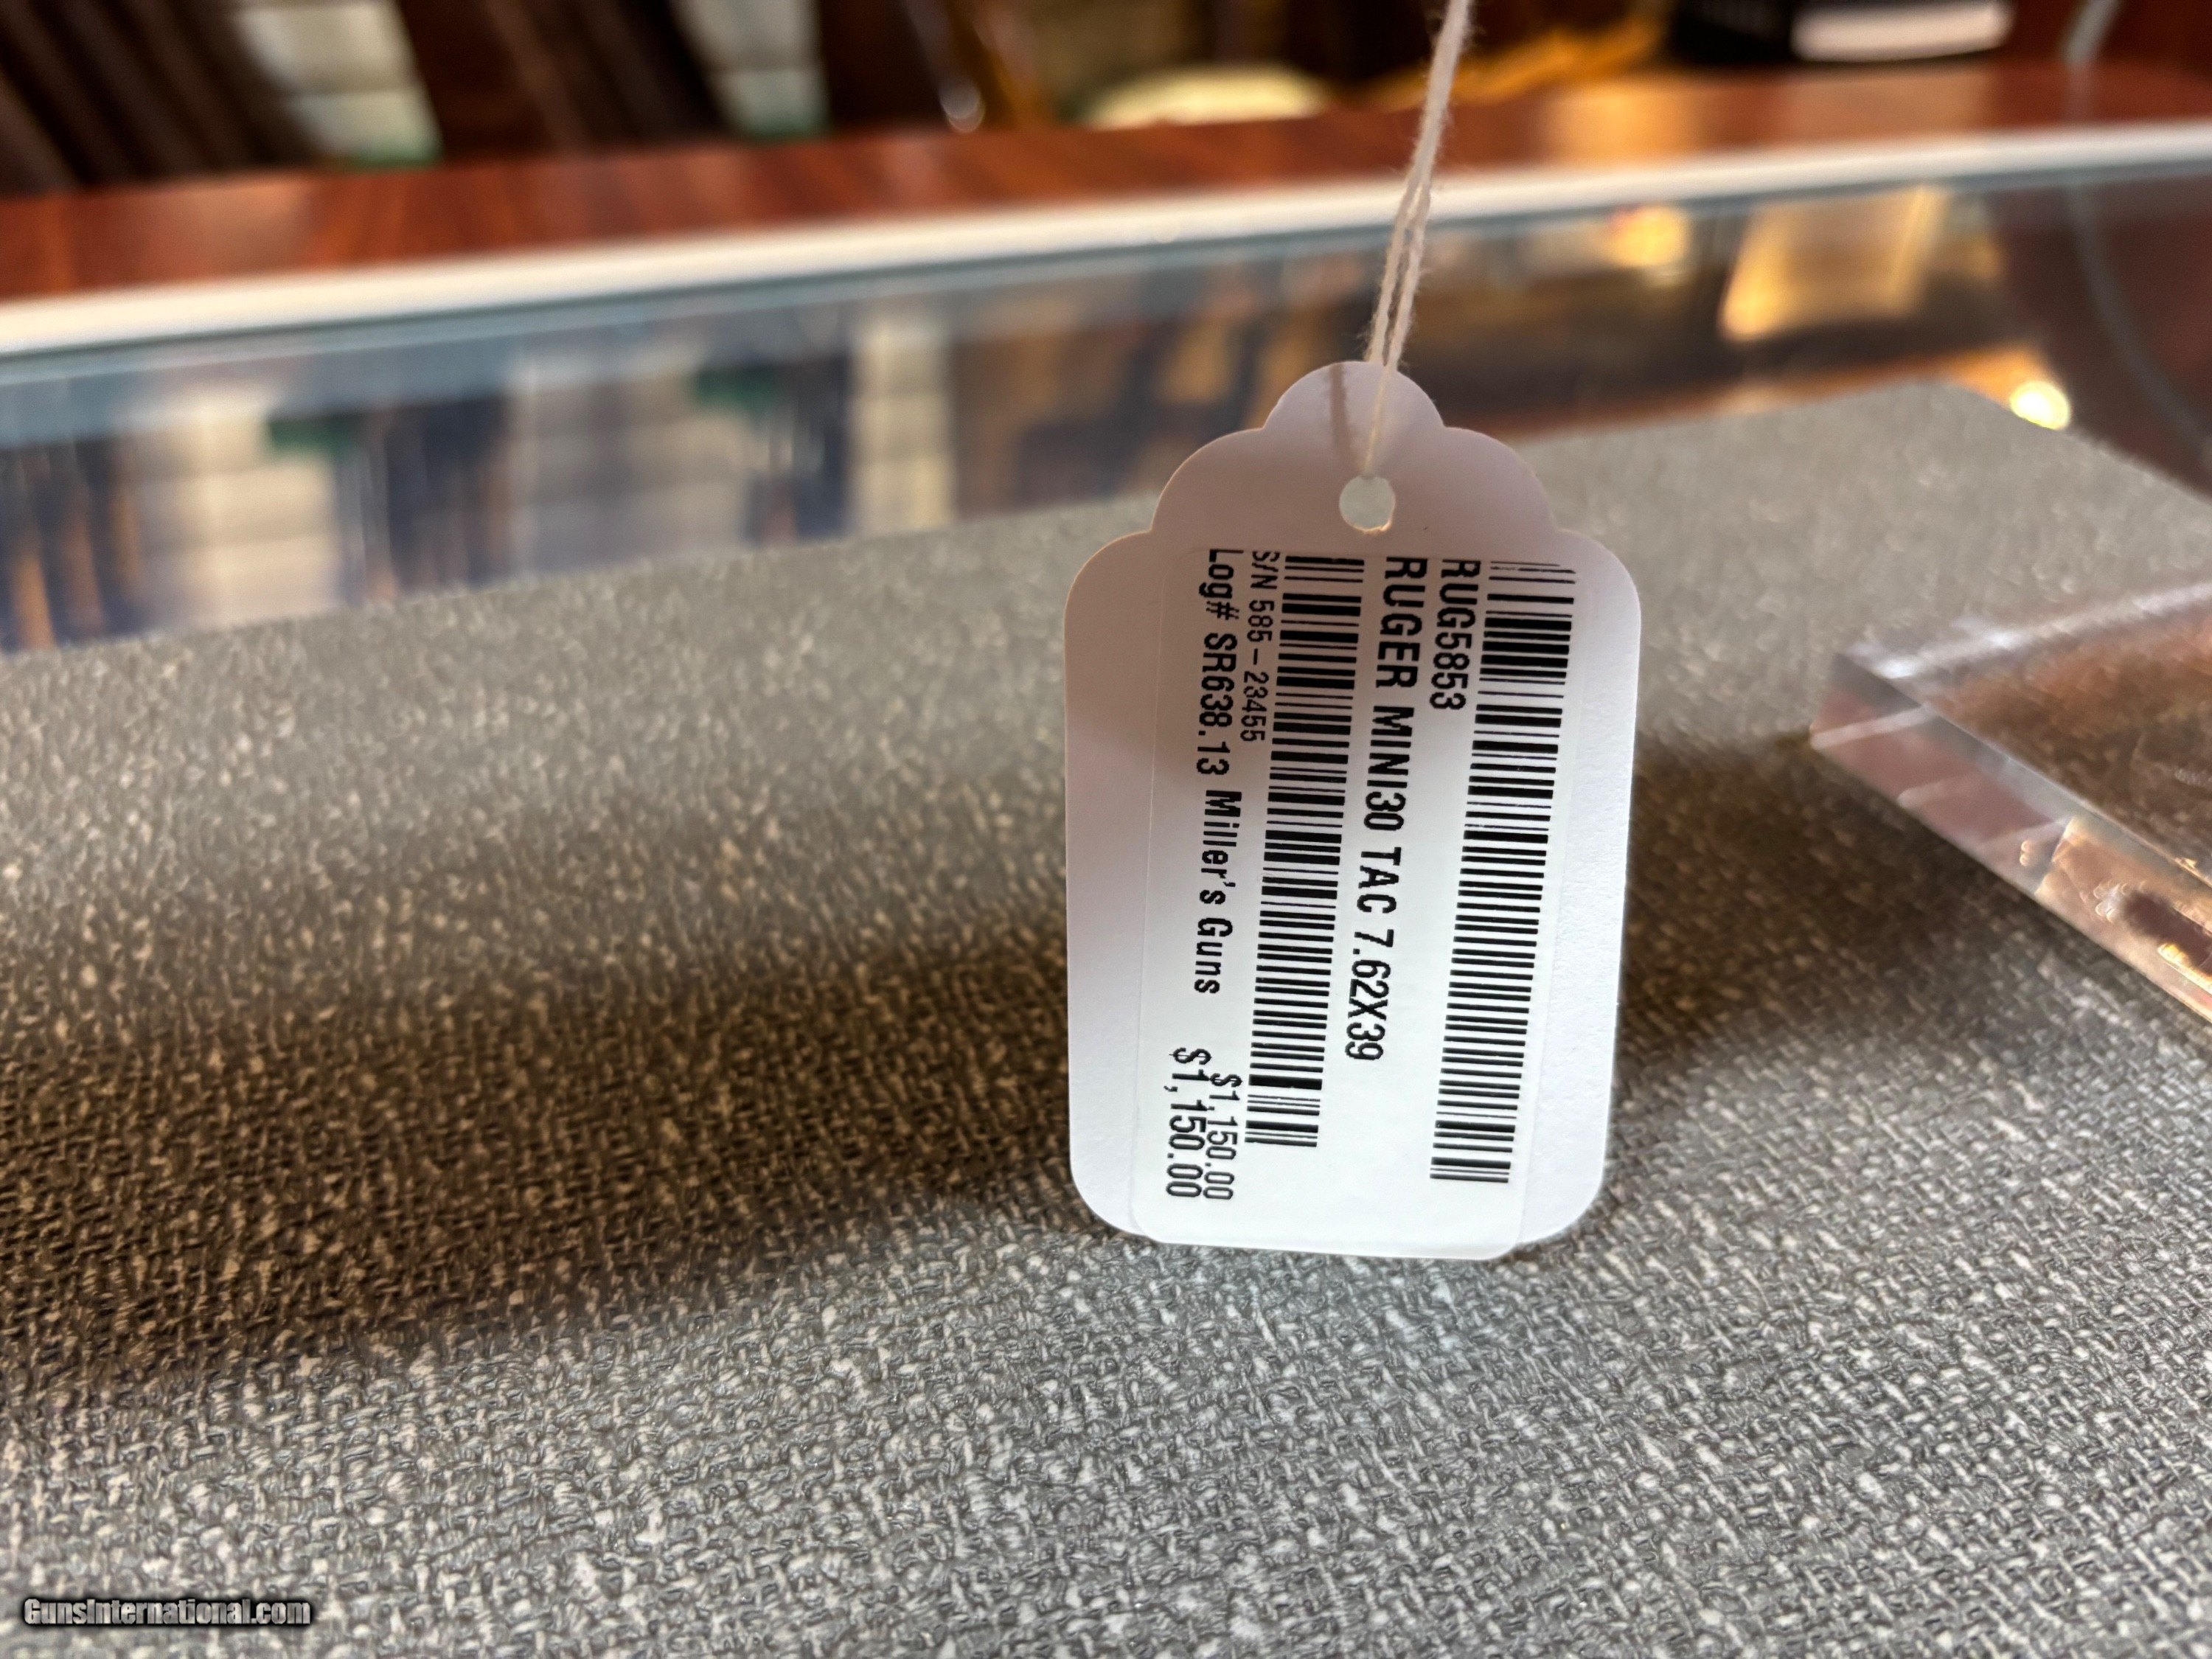 RUG5853
RUGER MINN30 TAC 7.62X39
S/N 585-23455
$1,150.00
Log# SR638.13 Miller's Guns
$1,150.00
GunsInternational.com